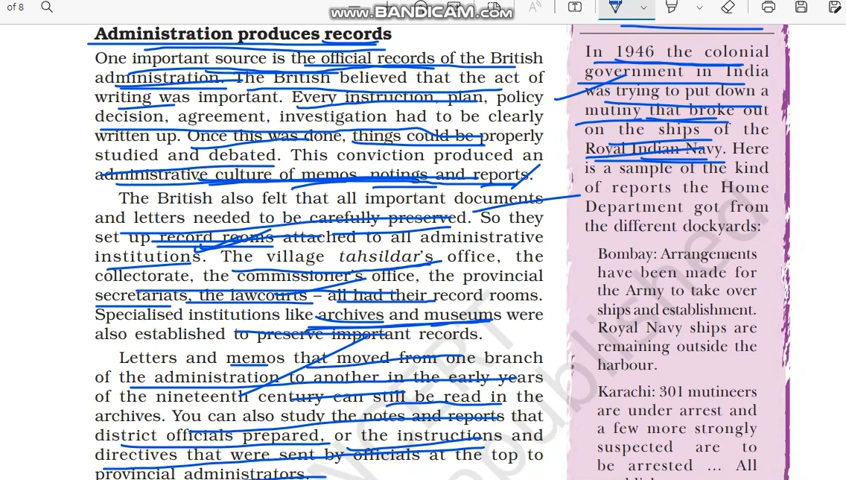 of 8
www.BANDICAM.com
Administration produces records
One important source is the official records of the British
administration. The British believed that the act of
writing was important. Every instruction, plan, policy
decision, agreement, investigation had to be clearly
written up. Once this was done, things could be properly
studied and debated. This conviction produced an
administrative culture of memos, notings and reports.
The British also felt that all important documents
and letters needed to be carefully preserved. So they
set up record rooms attached to all administrative
institutions. The village tahsildar's office, the
collectorate, the commissioner's office, the provincial
secretariats, the lawcourts – all had their record rooms.
Specialised institutions like archives and museums were
also established to preserve important records.
Letters and memos that moved from one branch
of the administration to another in the early years
of the nineteenth century can still be read in the
archives. You can also study the notes and reports that
district officials prepared, or the instructions and
directives that were sent by officials at the top to
provincial administrators.
In 1946 the colonial
government in India
was trying to put down a
mutiny that broke out
on the ships of the
Royal Indian Navy. Here
is a sample of the kind
of reports the Home
Department got from
the different dockyards:
Bombay: Arrangements
have been made for
the Army to take over
ships and establishment.
Royal Navy ships are
remaining outside the
harbour.
Karachi: 301 mutineers
are under arrest and
a few more strongly
suspected are to
be arrested ... All
NCERT
republished